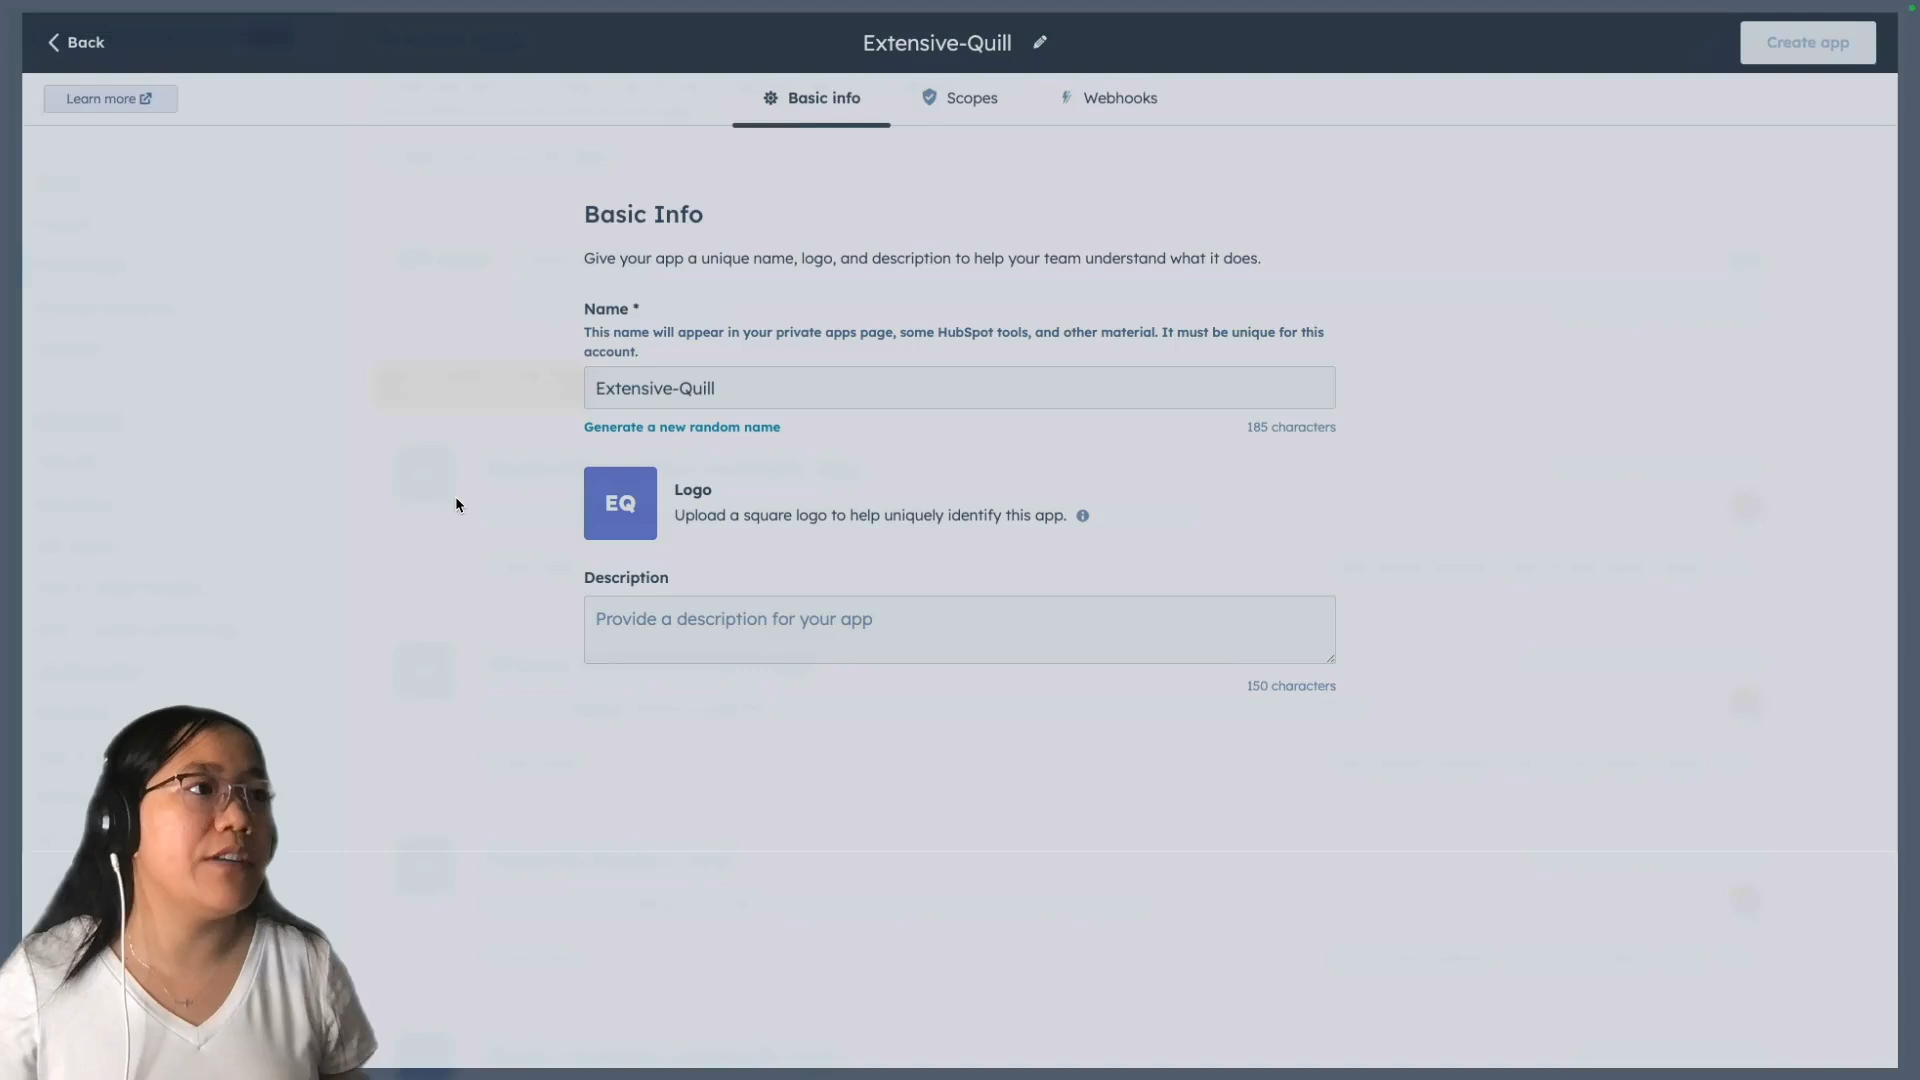 Back
Extensive-Quill
Create app
Learn more
Basic info
Scopes
Webhooks
Basic Info
Give your app a unique name, logo, and description to help your team understand what it does.
Name *
This name will appear in your private apps page, some HubSpot tools, and other material. It must be unique for this
account.
Extensive-Quill
Generate a new random name
185 characters
EQ
Logo
Upload a square logo to help uniquely identify this app.
Description
Provide a description for your app
150 characters